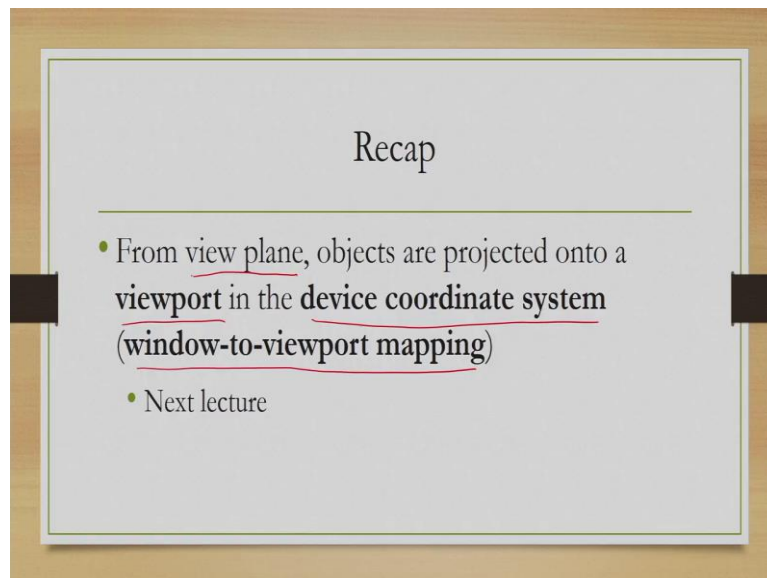 Recap
• From view plane, objects are projected onto a
viewport in the device coordinate system
(window-to-viewport mapping)
• Next lecture